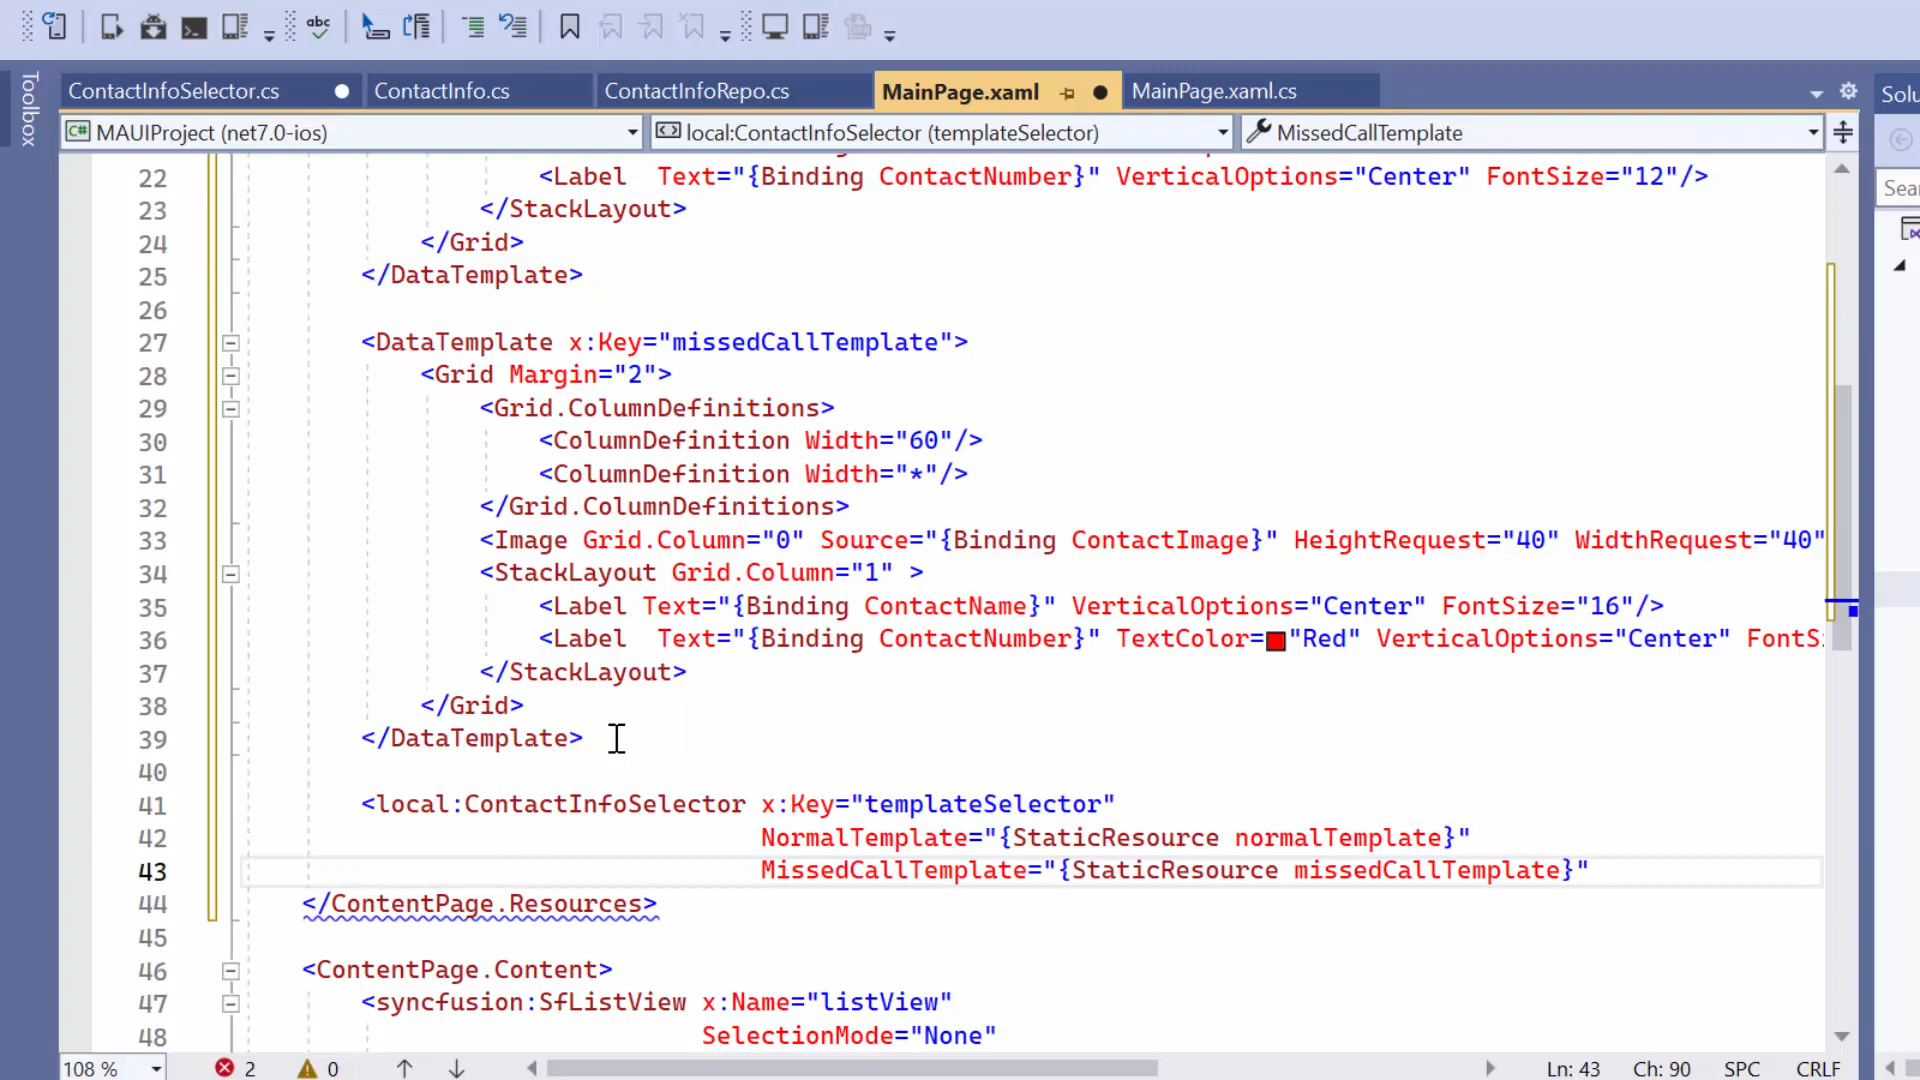 abc
ContactInfoSelector.cs
ContactInfo.cs
ContactInfoRepo.cs
MainPage.xaml
MainPage.xaml.cs
Solu
Toolbox
MAUIProject (net7.0-ios)
local:ContactInfoSelector (templateSelector)
MissedCallTemplate
Sea
22 <Label  Text="{Binding ContactNumber}" VerticalOptions="Center" FontSize="12"/>
23 </StackLayout>
24 </Grid>
25 </DataTemplate>
26
27 <DataTemplate x:Key="missedCallTemplate">
28 <Grid Margin="2">
29 <Grid.ColumnDefinitions>
30 <ColumnDefinition Width="60"/>
31 <ColumnDefinition Width="*"/>
32 </Grid.ColumnDefinitions>
33 <Image Grid.Column="0" Source="{Binding ContactImage}" HeightRequest="40" WidthRequest="40"
34 <StackLayout Grid.Column="1" >
35 <Label Text="{Binding ContactName}" VerticalOptions="Center" FontSize="16"/>
36 <Label  Text="{Binding ContactNumber}" TextColor="Red" VerticalOptions="Center" FontS
37 </StackLayout>
38 </Grid>
39 </DataTemplate>
40
41 <local:ContactInfoSelector x:Key="templateSelector"
42 NormalTemplate="{StaticResource normalTemplate}"
43 MissedCallTemplate="{StaticResource missedCallTemplate}"
44 </ContentPage.Resources>
45
46 <ContentPage.Content>
47 <syncfusion:SfListView x:Name="listView"
48 SelectionMode="None"
108 %
2
0
Ln: 43
Ch: 90
SPC
CRLF